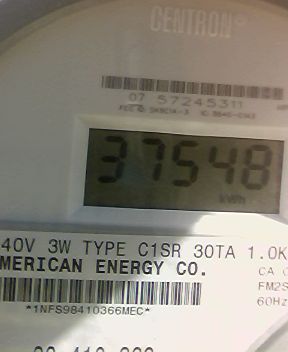 CENTRON®
07 57245311
37548
kWh
40V 3W TYPE C1SR 30TA 1.0K
MERICAN ENERGY CO.
CA 0
FM2S
60Hz
*1NFS98410366MEC*